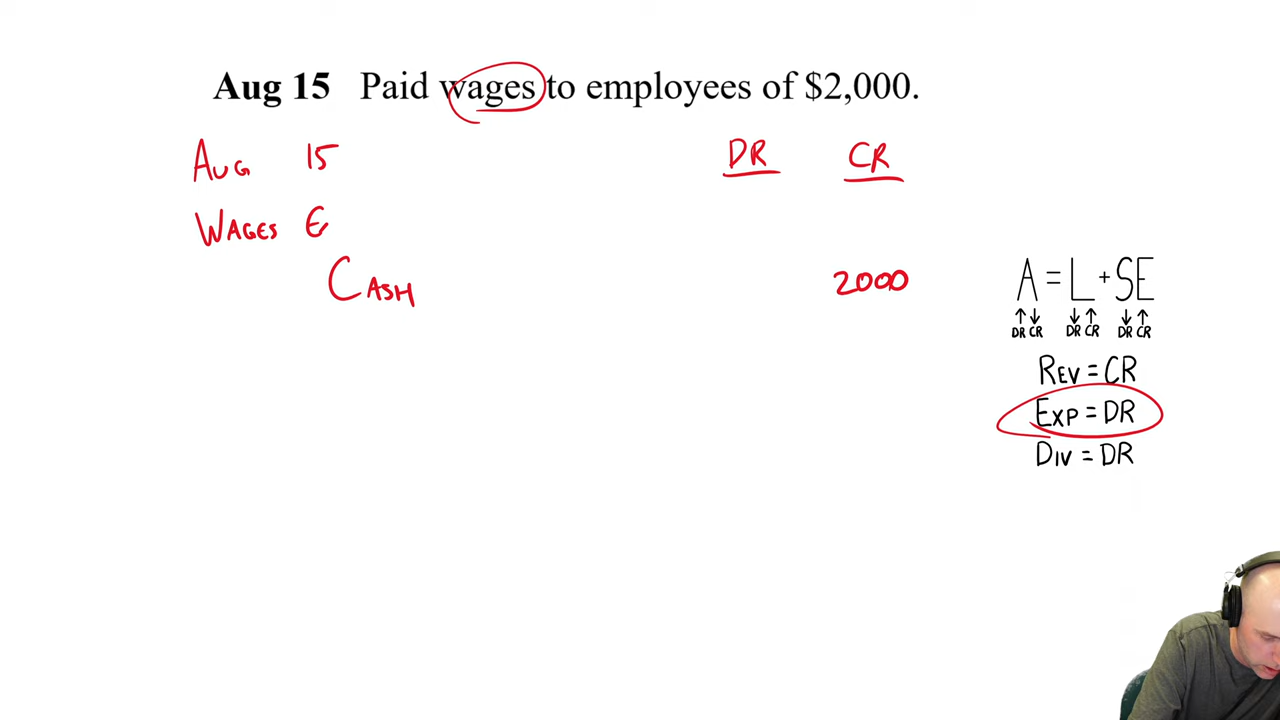 Aug 15 Paid wages to employees of $2,000.
AUG 15 DR CR
WAGES E
CASH 2000
A = L + SE
↑↓ ↓↑ ↓↑
DR CR DR CR DR CR
REV = CR
EXP = DR
DIV = DR